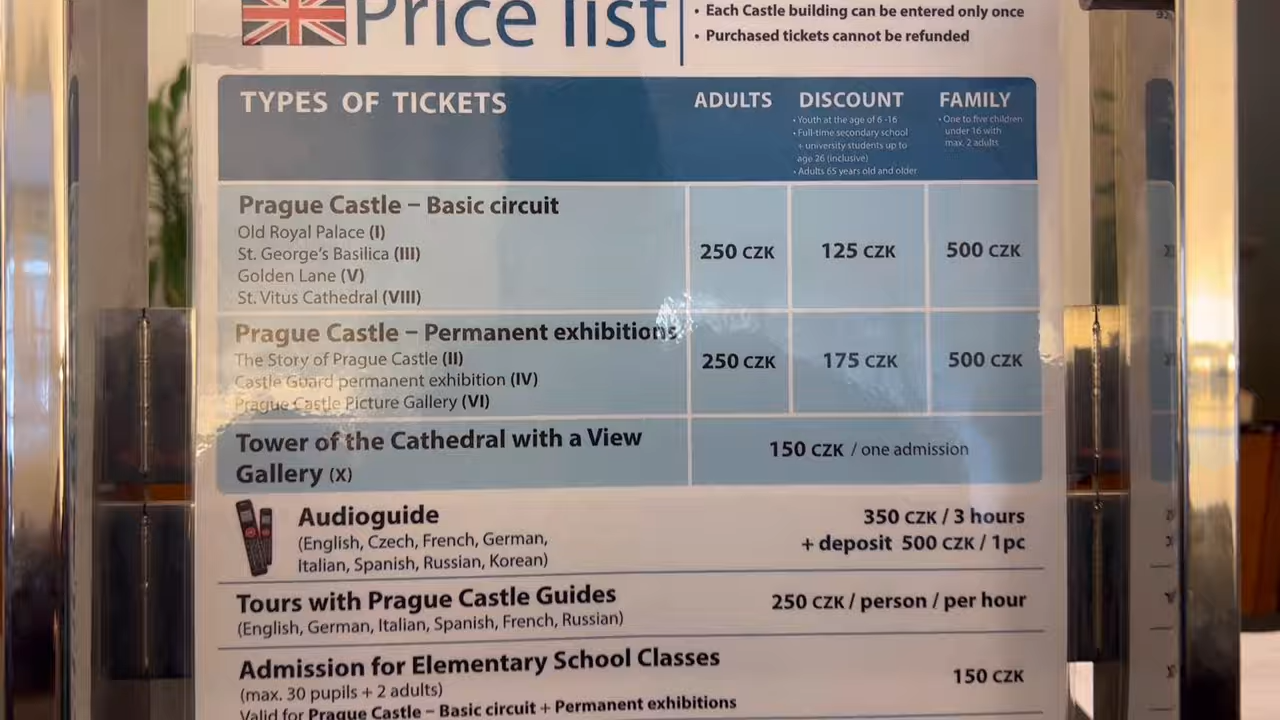 Price list
• Each Castle building can be entered only once
• Purchased tickets cannot be refunded
TYPES OF TICKETS
ADULTS
DISCOUNT
• Youth at the age of 6 -16
• Full-time secondary school
+ university students up to
age 26 (inclusive)
• Adults 65 years old and older
FAMILY
• One to five children
under 16 with
max. 2 adults
Prague Castle – Basic circuit
Old Royal Palace (I)
St. George's Basilica (III)
Golden Lane (V)
St. Vitus Cathedral (VIII)
250 CZK
125 CZK
500 CZK
Prague Castle – Permanent exhibitions
The Story of Prague Castle (II)
Castle Guard permanent exhibition (IV)
Prague Castle Picture Gallery (VI)
250 CZK
175 CZK
500 CZK
Tower of the Cathedral with a View
Gallery (X)
150 CZK / one admission
Audioguide
(English, Czech, French, German,
Italian, Spanish, Russian, Korean)
350 CZK / 3 hours
+ deposit 500 CZK / 1pc
Tours with Prague Castle Guides
(English, German, Italian, Spanish, French, Russian)
250 CZK / person / per hour
Admission for Elementary School Classes
(max. 30 pupils + 2 adults)
Valid for Prague Castle – Basic circuit + Permanent exhibitions
150 CZK